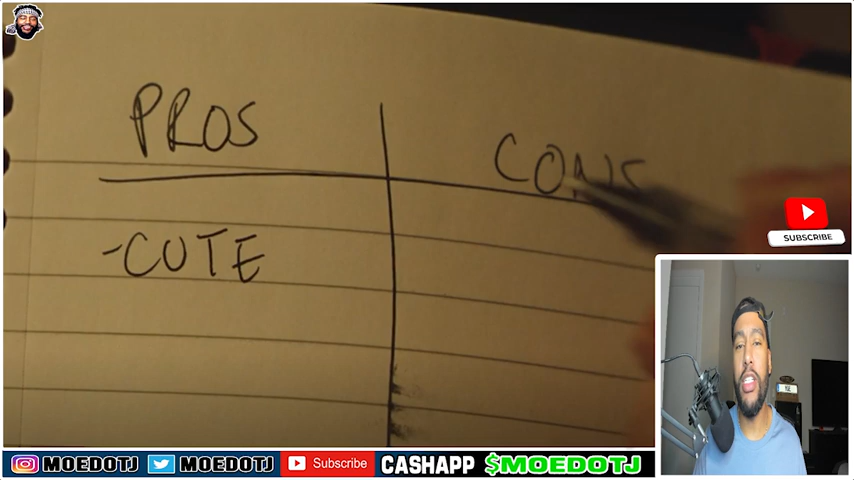 PROS
CONS
-CUTE
SUBSCRIBE
MOEDOTJ MOEDOTJ Subscribe CASHAPP $MOEDOTJ